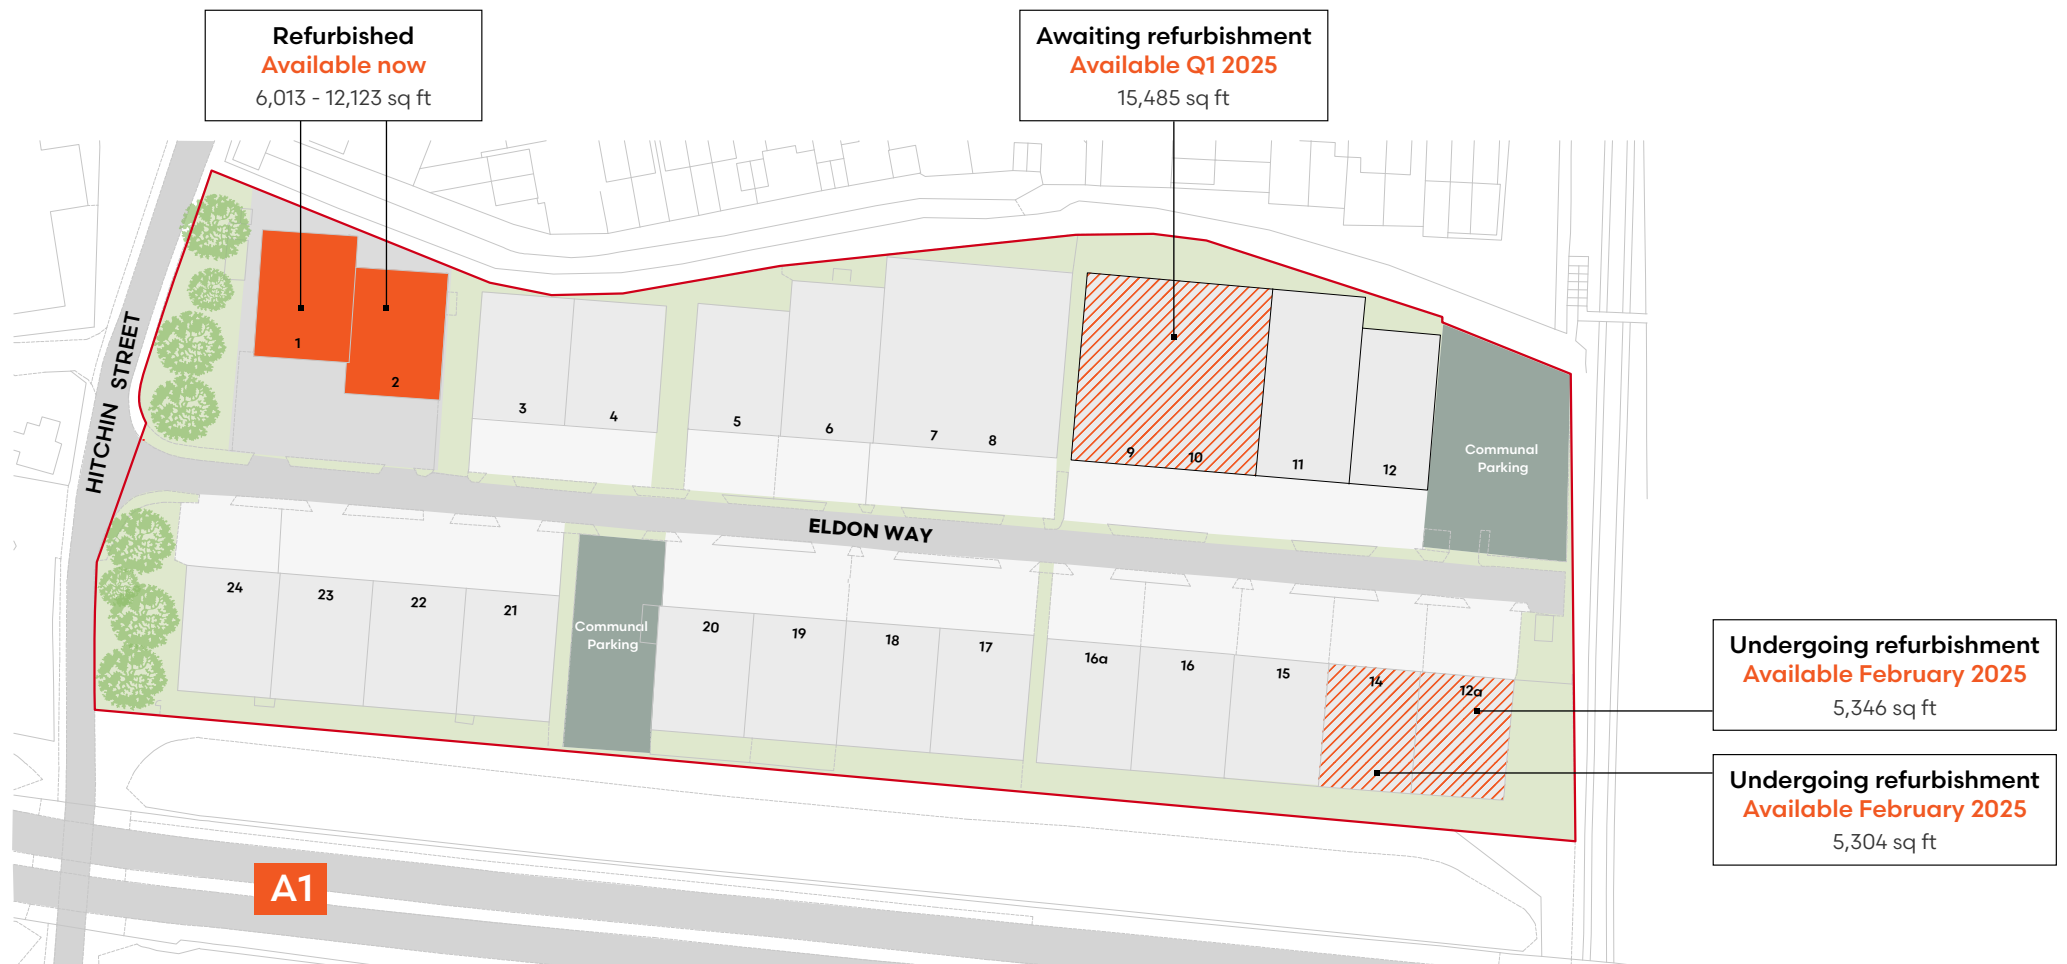 Refurbished
Available now
6,013 - 12,123 sq ft
Awaiting refurbishment
Available Q1 2025
15,485 sq ft
HITCHIN STREET
1
2
3
4
5
6
7
8
9
10
11
12
Communal
Parking
ELDON WAY
24
23
22
21
Communal
Parking
20
19
18
17
16a
16
15
14
12a
Undergoing refurbishment
Available February 2025
5,346 sq ft
Undergoing refurbishment
Available February 2025
5,304 sq ft
A1